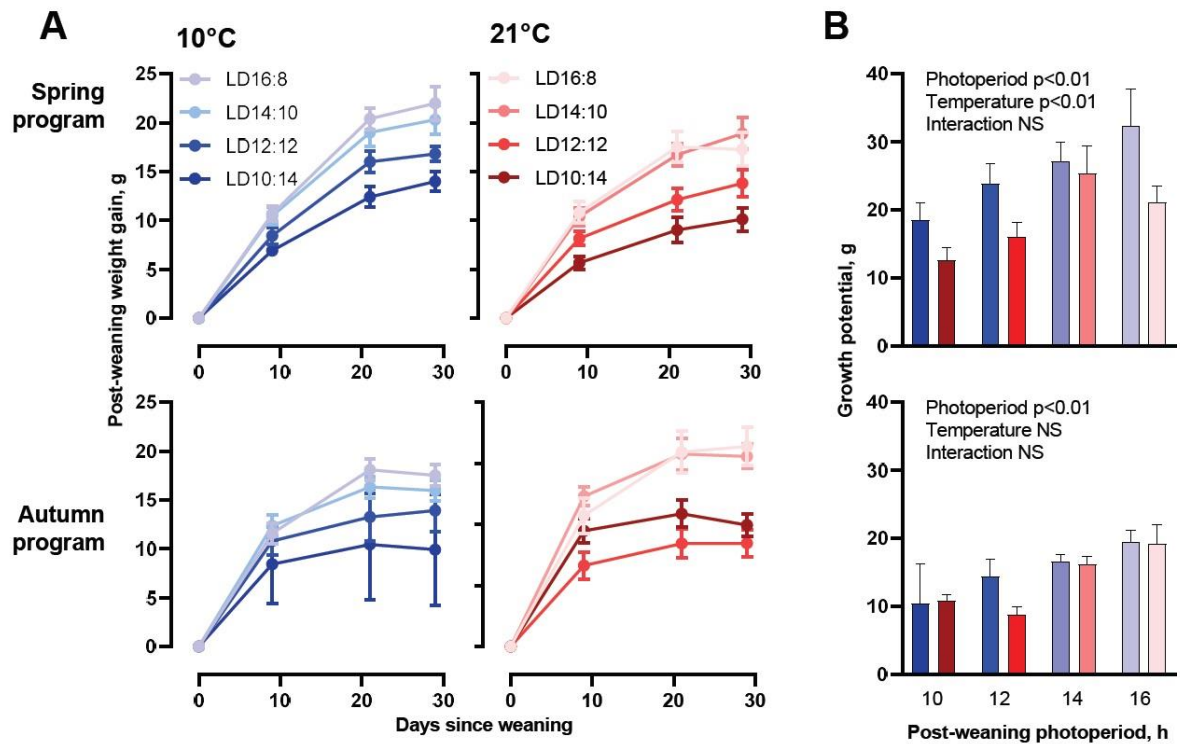 A
B
10°C
21°C
Spring
program
25
20
15
10
5
0
LD16:8
LD14:10
LD12:12
LD10:14
LD16:8
LD14:10
LD12:12
LD10:14
0 10 20 30
0 10 20 30
Post-weaning weight gain, g
Autumn
program
25
20
15
10
5
0
0 10 20 30
0 10 20 30
Days since weaning
40
30
20
10
0
Photoperiod p<0.01
Temperature p<0.01
Interaction NS
Growth potential, g
40
30
20
10
0
Photoperiod p<0.01
Temperature NS
Interaction NS
10 12 14 16
Post-weaning photoperiod, h